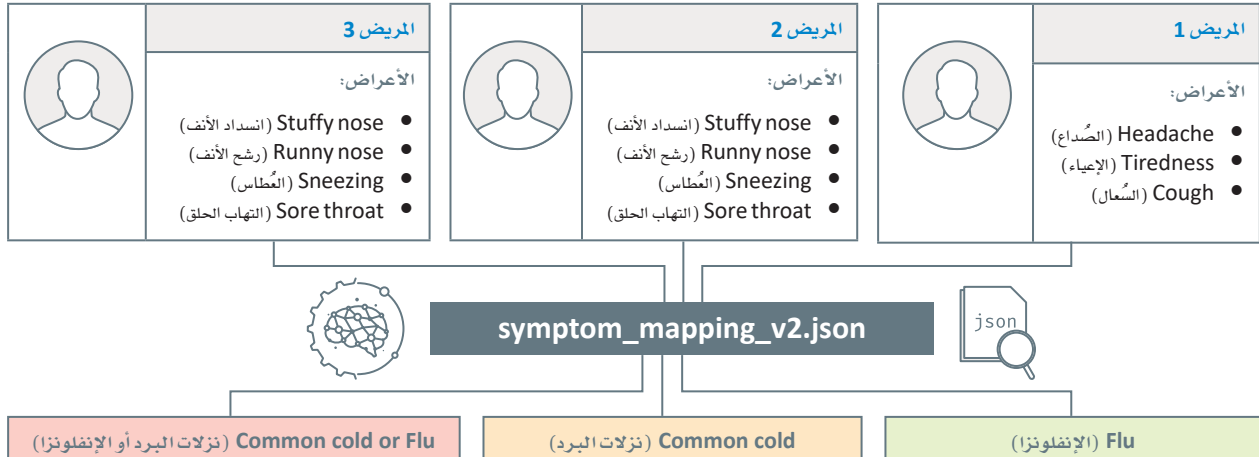 المريض 1
الأعراض:
Headache (الصُداع)
Tiredness (الإعياء)
Cough (السُعال)
المريض 2
الأعراض:
Stuffy nose (انسداد الأنف)
Runny nose (رشح الأنف)
Sneezing (العُطاس)
Sore throat (التهاب الحلق)
المريض 3
الأعراض:
Stuffy nose (انسداد الأنف)
Runny nose (رشح الأنف)
Sneezing (العُطاس)
Sore throat (التهاب الحلق)
symptom_mapping_v2.json
json
Flu (الإنفلونزا)
Common cold (نزلات البرد)
Common cold or Flu (نزلات البرد أو الإنفلونزا)